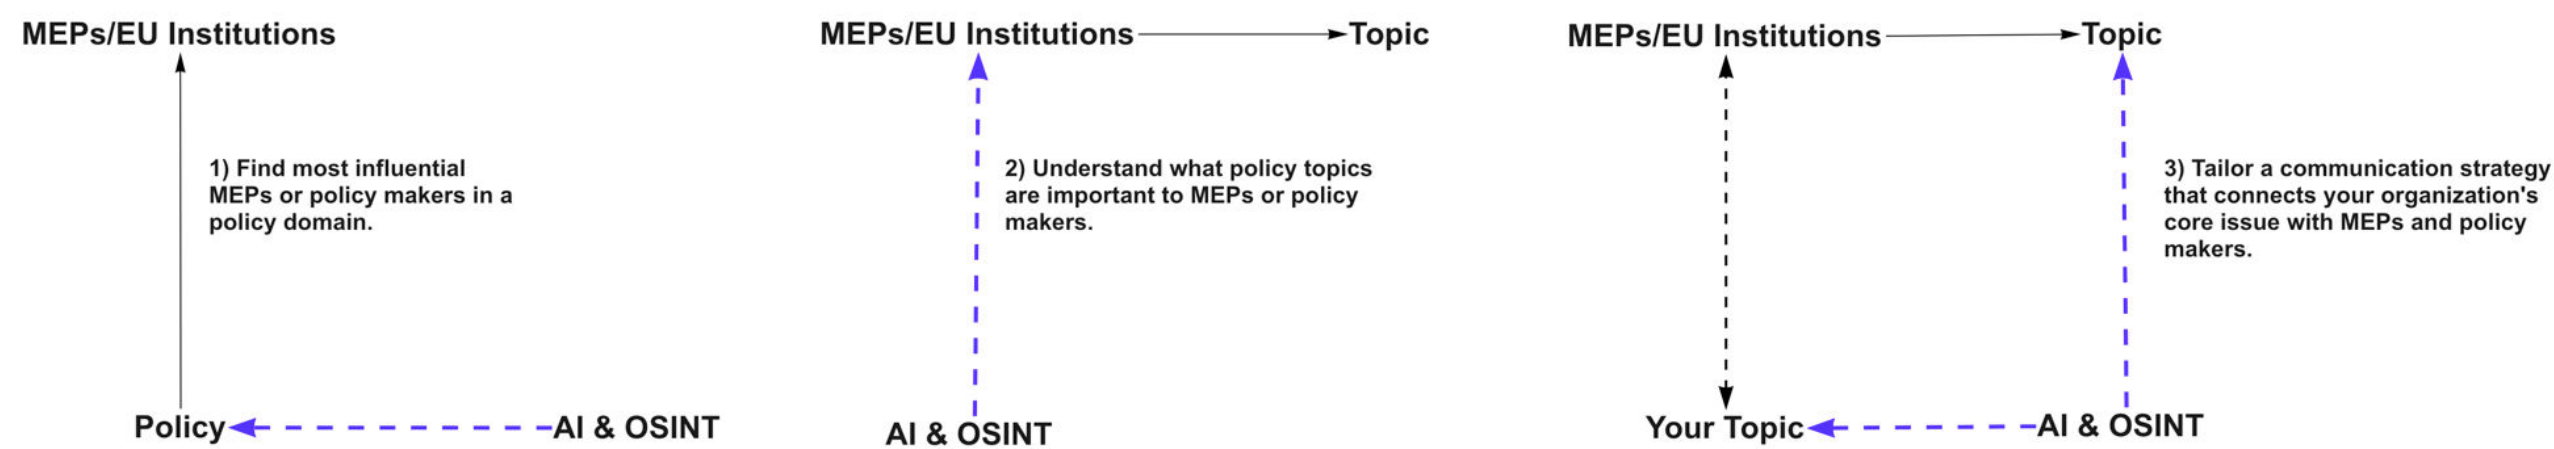 MEPs/EU Institutions
1) Find most influential
MEPs or policy makers in a
policy domain.
Policy
AI & OSINT
MEPs/EU Institutions
Topic
2) Understand what policy topics
are important to MEPs or policy
makers.
AI & OSINT
MEPs/EU Institutions
Topic
3) Tailor a communication strategy
that connects your organization's
core issue with MEPs and policy
makers.
Your Topic
AI & OSINT